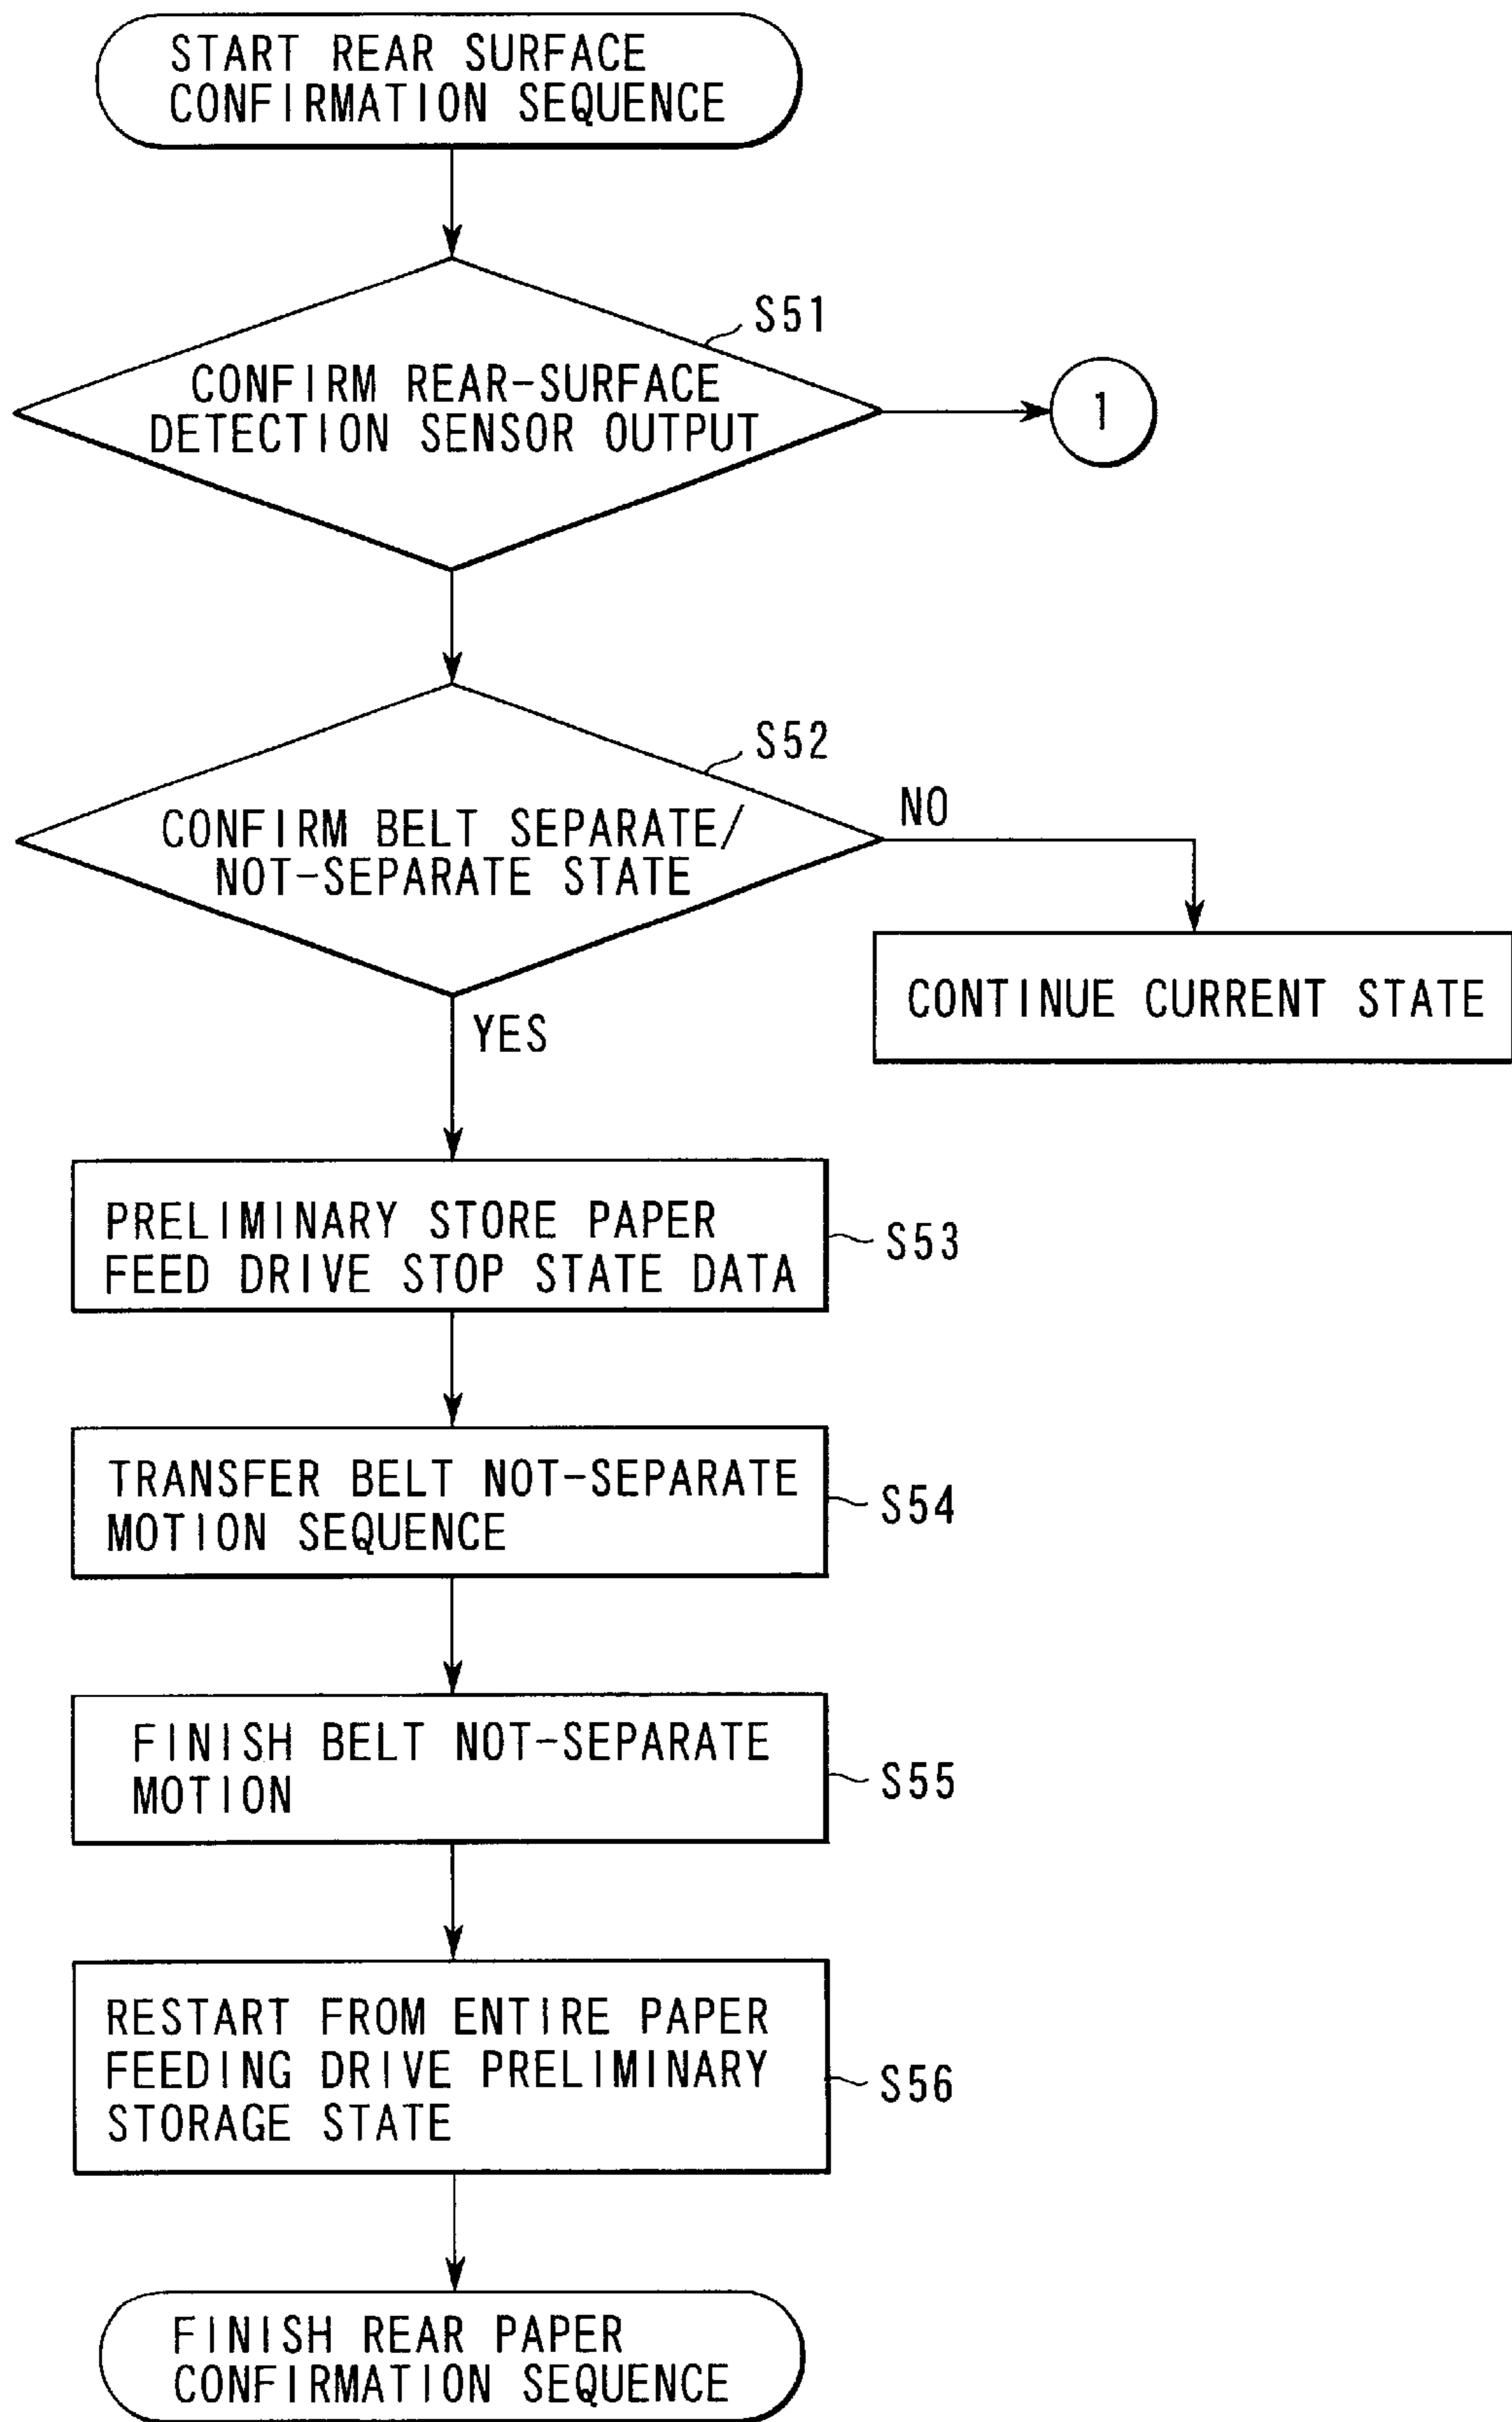 START REAR SURFACE
CONFIRMATION SEQUENCE
S51
CONFIRM REAR-SURFACE
DETECTION SENSOR OUTPUT
1
S52
CONFIRM BELT SEPARATE/
NOT-SEPARATE STATE
NO
CONTINUE CURRENT STATE
YES
PRELIMINARY STORE PAPER
FEED DRIVE STOP STATE DATA
S53
TRANSFER BELT NOT-SEPARATE
MOTION SEQUENCE
S54
FINISH BELT NOT-SEPARATE
MOTION
S55
RESTART FROM ENTIRE PAPER
FEEDING DRIVE PRELIMINARY
STORAGE STATE
S56
FINISH REAR PAPER
CONFIRMATION SEQUENCE